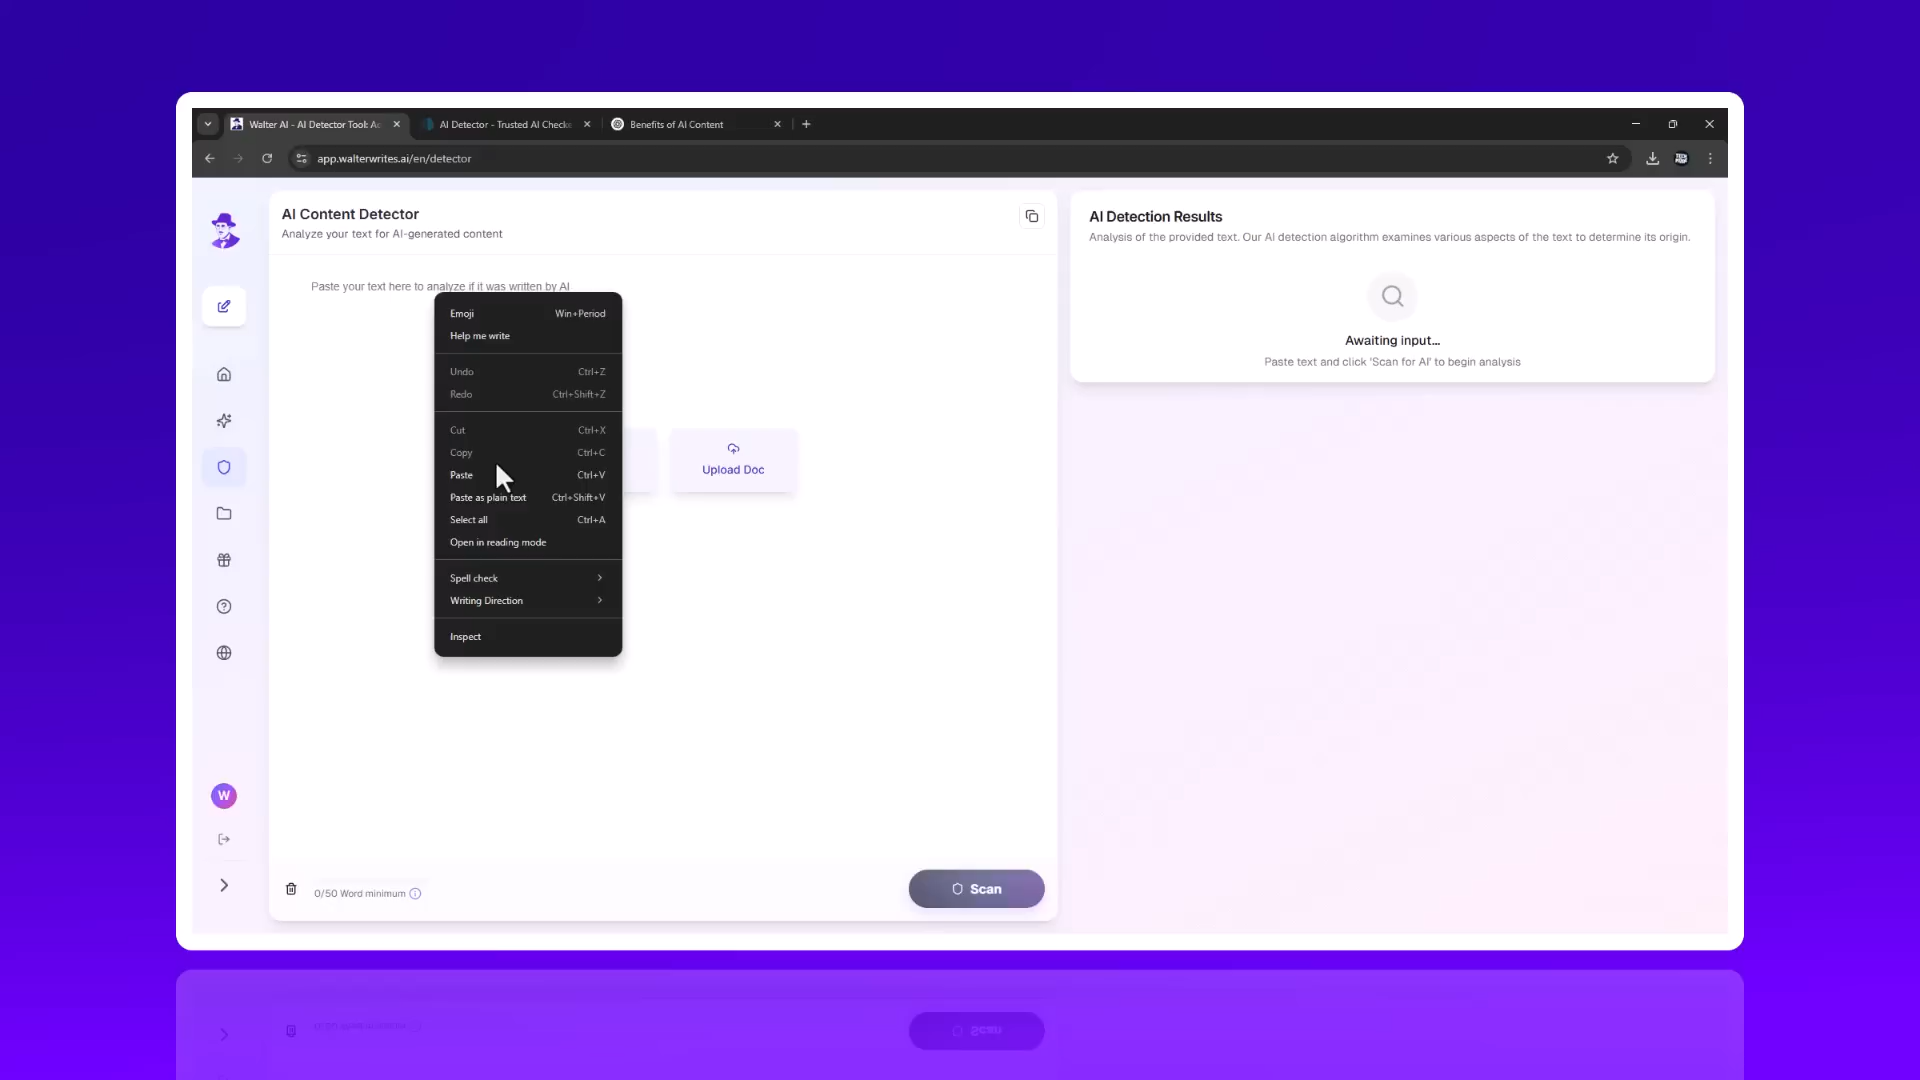 Walter AI - AI Detector Tool: Ac
AI Detector - Trusted AI Checke
Benefits of AI Content
app.walterwrites.ai/en/detector
AI Content Detector
Analyze your text for AI-generated content
Paste your text here to analyze if it was written by AI
Emoji Win+Period
Help me write
Undo Ctrl+Z
Redo Ctrl+Shift+Z
Cut Ctrl+X
Copy Ctrl+C
Paste Ctrl+V
Paste as plain text Ctrl+Shift+V
Select all Ctrl+A
Open in reading mode
Spell check
Writing Direction
Inspect
Upload Doc
W
0/50 Word minimum
Scan
AI Detection Results
Analysis of the provided text. Our AI detection algorithm examines various aspects of the text to determine its origin.
Awaiting input...
Paste text and click 'Scan for AI' to begin analysis